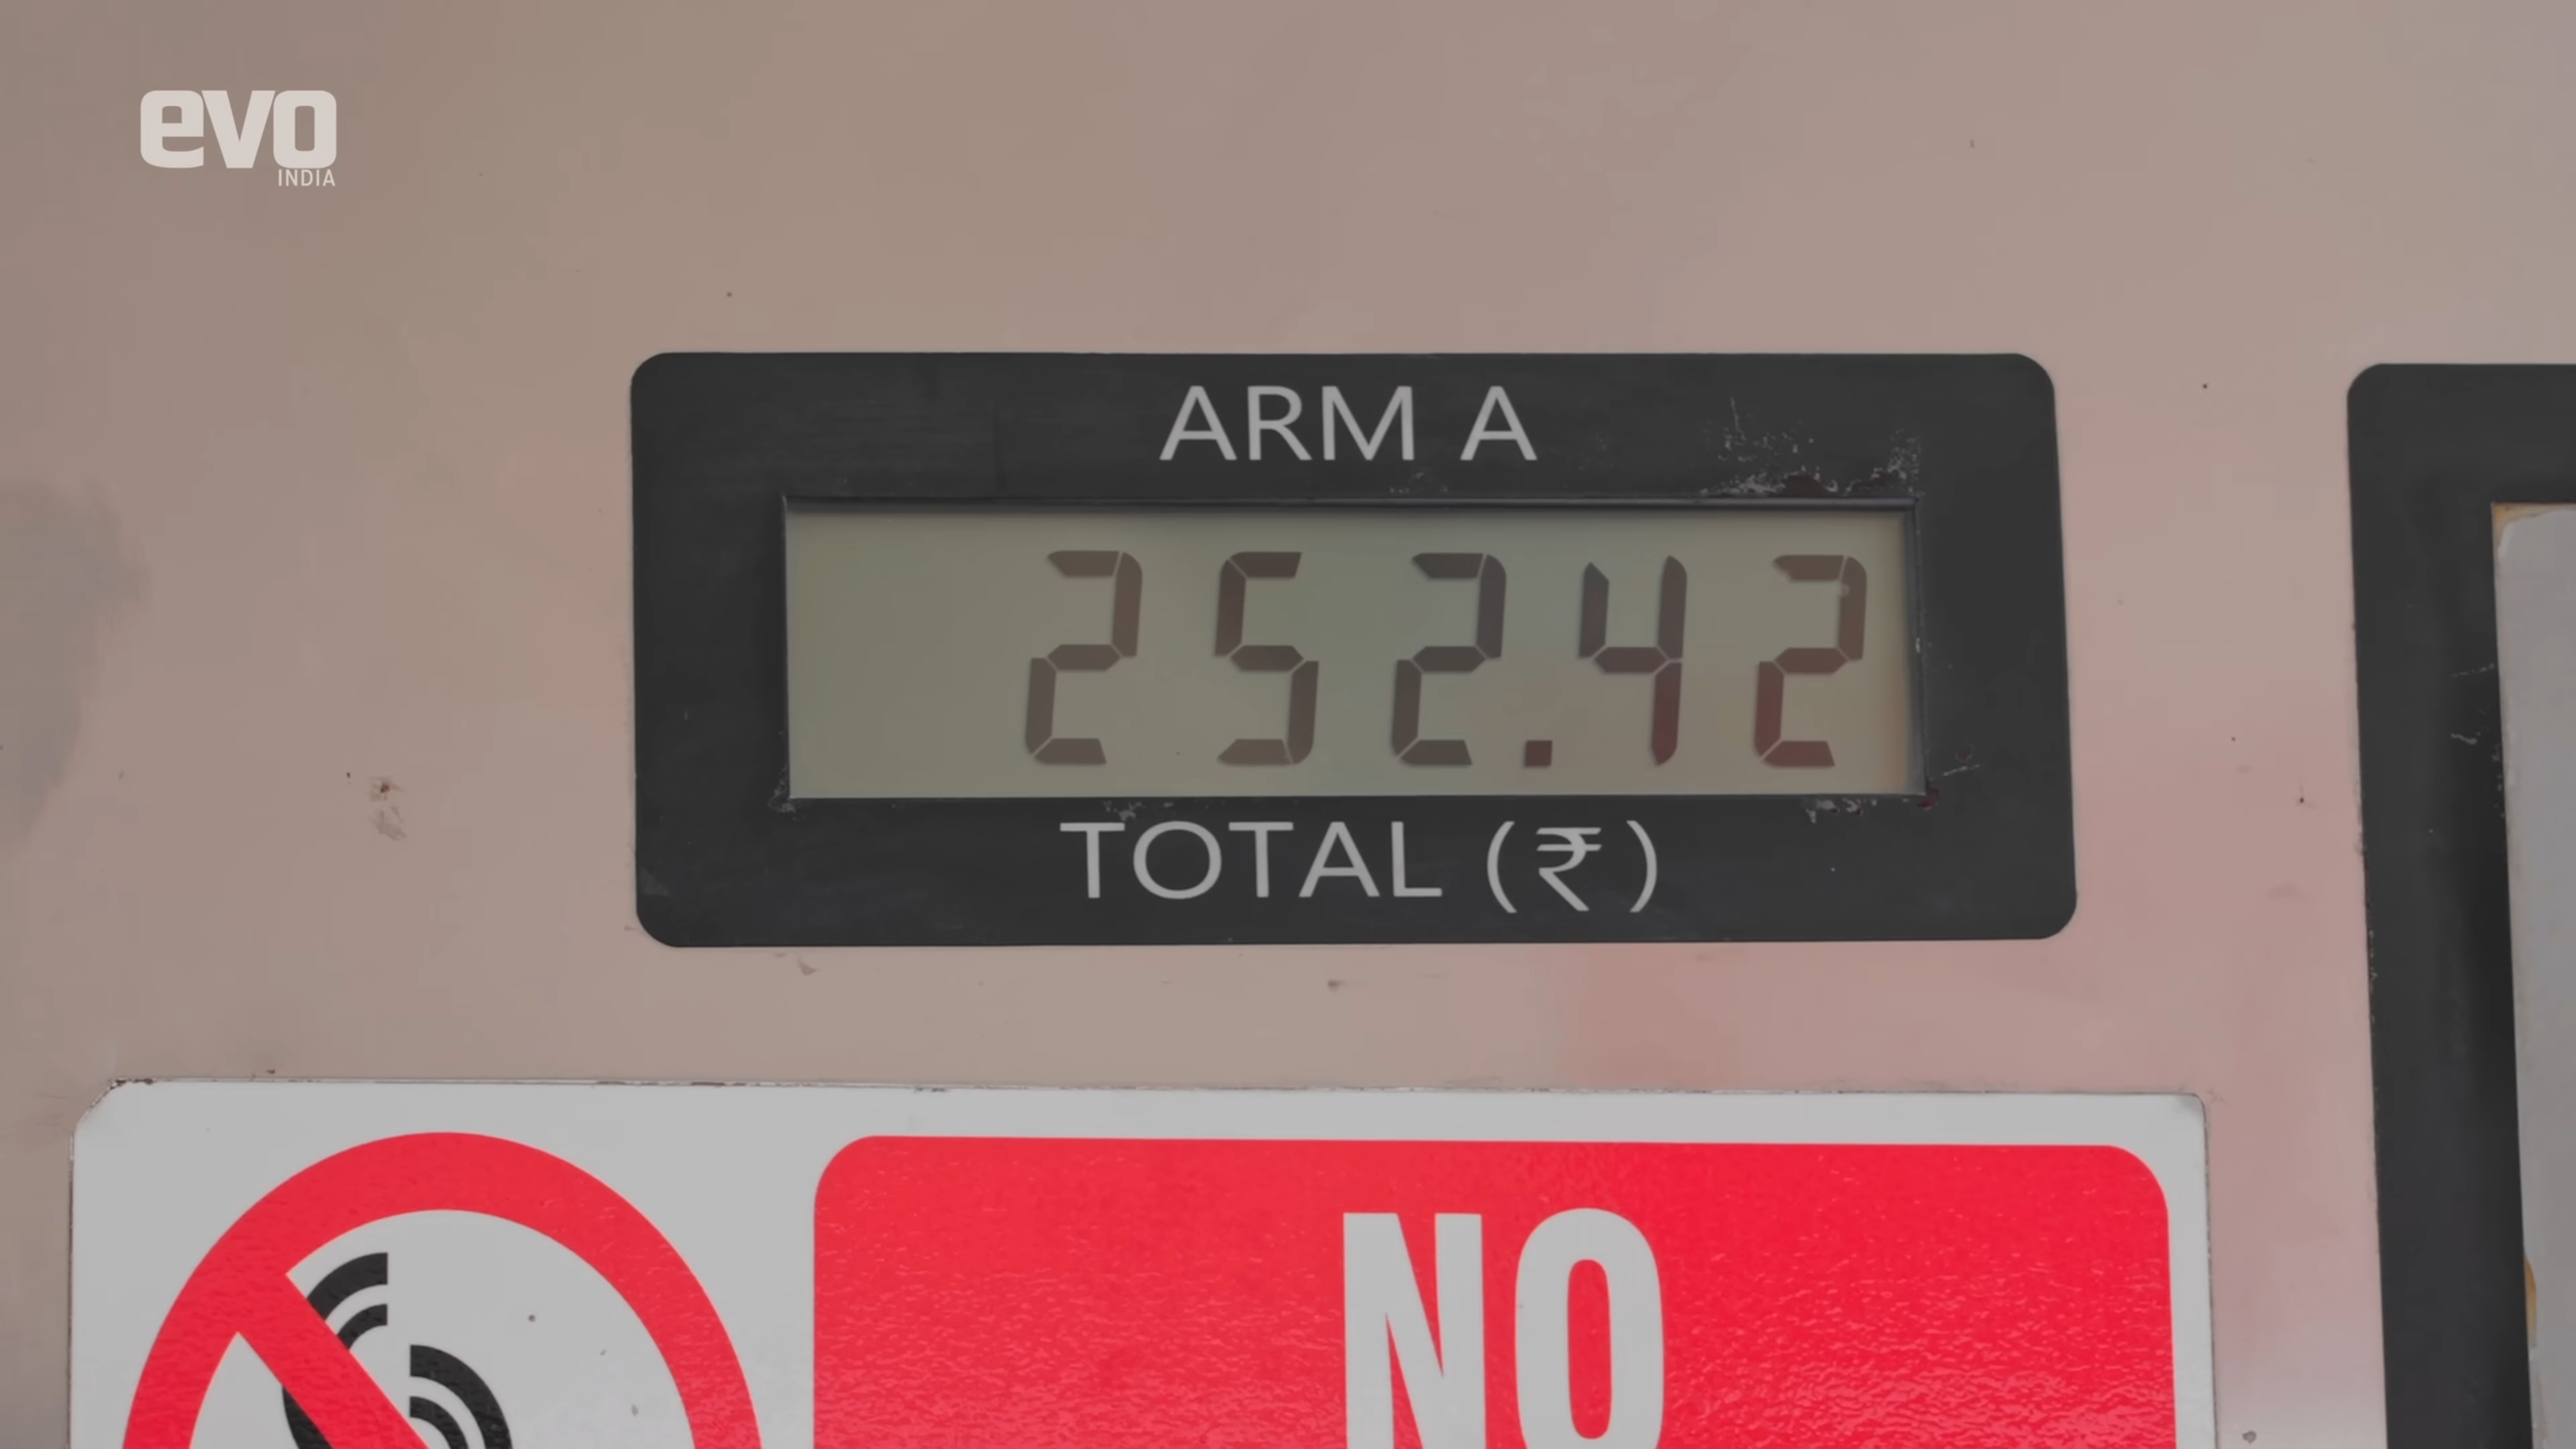 evo
INDIA
ARM A
252.42
TOTAL (₹)
NO